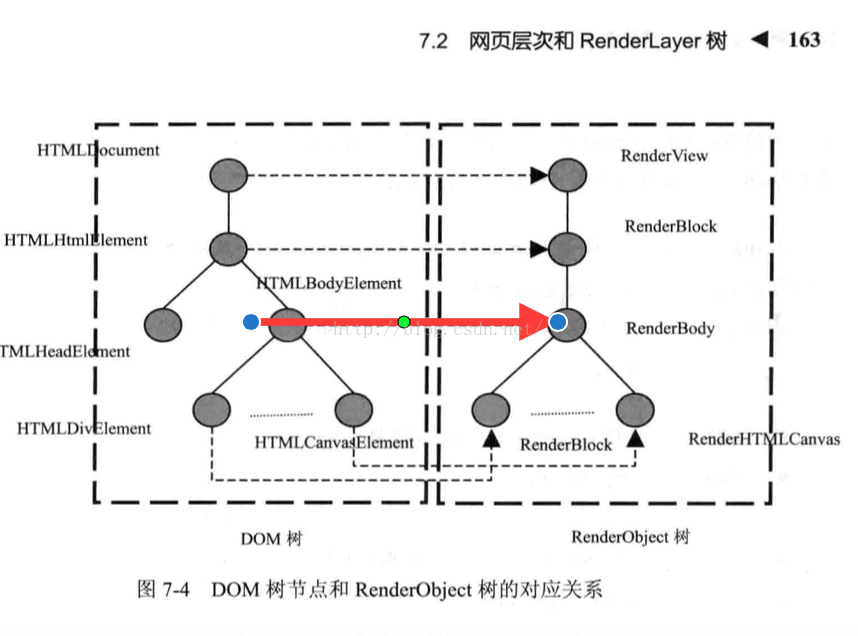 7.2 网页层次和 RenderLayer 树 ◀ 163
HTMLDocument
RenderView
HTMLHtmlElement
RenderBlock
HTMLBodyElement
http://blog.csdn.net/
RenderBody
TMLHeadElement
HTMLDivElement
HTMLCanvasElement
RenderBlock
RenderHTMLCanvas
DOM 树
RenderObject 树
图 7-4 DOM 树节点和 RenderObject 树的对应关系